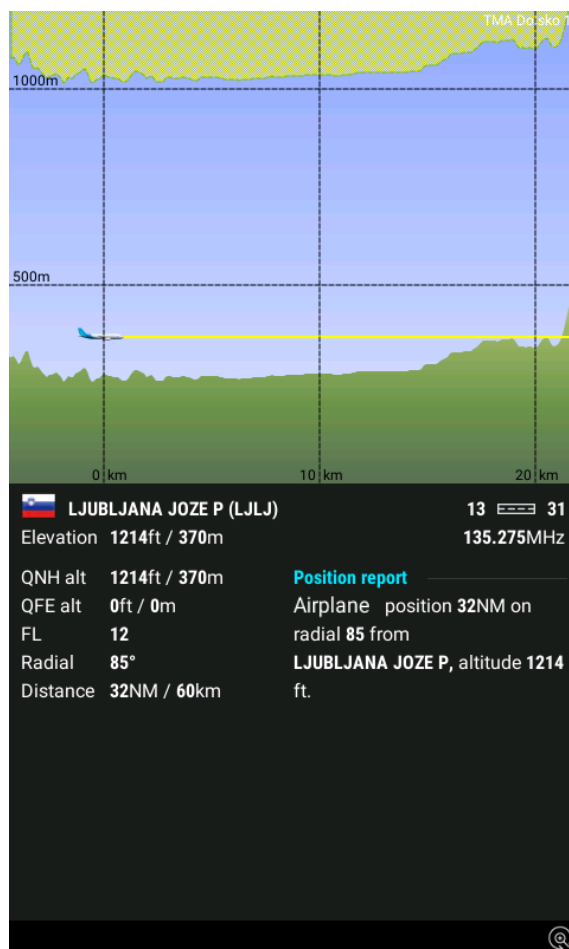 TMA Dolsko 1
1000m
500m
0 km
10 km
20 km
LJUBLJANA JOZE P (LJLJ)
13 31
Elevation 1214ft / 370m
135.275MHz
QNH alt 1214ft / 370m
QFE alt 0ft / 0m
FL 12
Radial 85°
Distance 32NM / 60km
Position report
Airplane position 32NM on
radial 85 from
LJUBLJANA JOZE P, altitude 1214
ft.